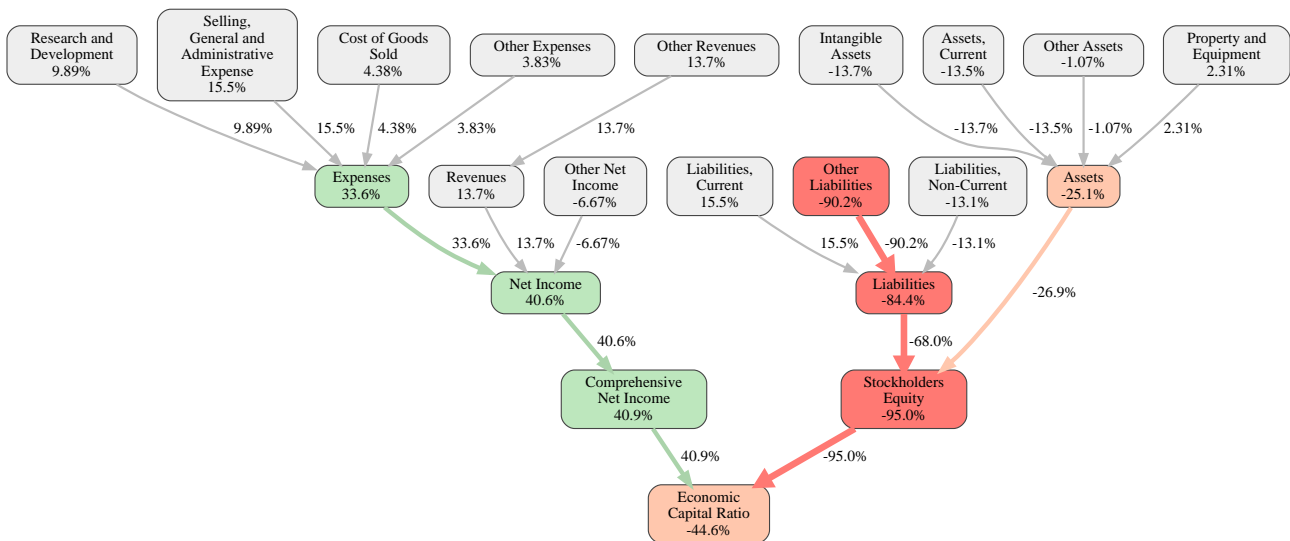 Research and
Development
9.89%
Selling,
General and
Administrative
Expense
15.5%
Cost of Goods
Sold
4.38%
Other Expenses
3.83%
Other Revenues
13.7%
Intangible
Assets
-13.7%
Assets,
Current
-13.5%
Other Assets
-1.07%
Property and
Equipment
2.31%
9.89%
15.5%
4.38%
3.83%
13.7%
-13.7%
-13.5%
-1.07%
2.31%
Expenses
33.6%
Revenues
13.7%
Other Net
Income
-6.67%
Liabilities,
Current
15.5%
Other
Liabilities
-90.2%
Liabilities,
Non-Current
-13.1%
Assets
-25.1%
33.6%
13.7%
-6.67%
15.5%
-90.2%
-13.1%
-26.9%
Net Income
40.6%
Liabilities
-84.4%
40.6%
-68.0%
Comprehensive
Net Income
40.9%
Stockholders
Equity
-95.0%
40.9%
-95.0%
Economic
Capital Ratio
-44.6%